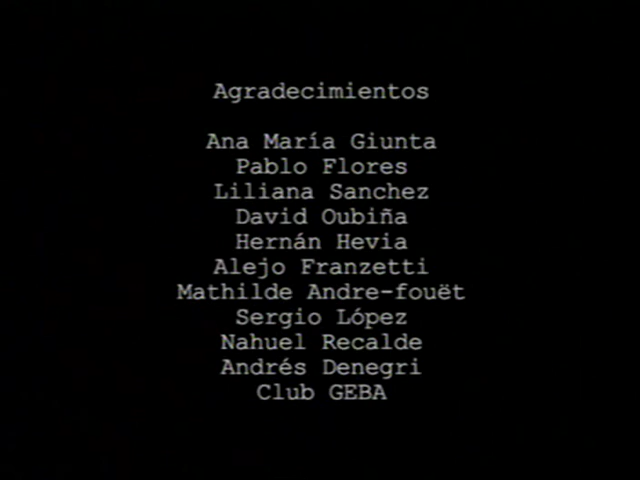 Agradecimientos
Ana María Giunta
Pablo Flores
Liliana Sanchez
David Oubiña
Hernán Hevia
Alejo Franzetti
Mathilde Andre-fouët
Sergio López
Nahuel Recalde
Andrés Denegri
Club GEBA